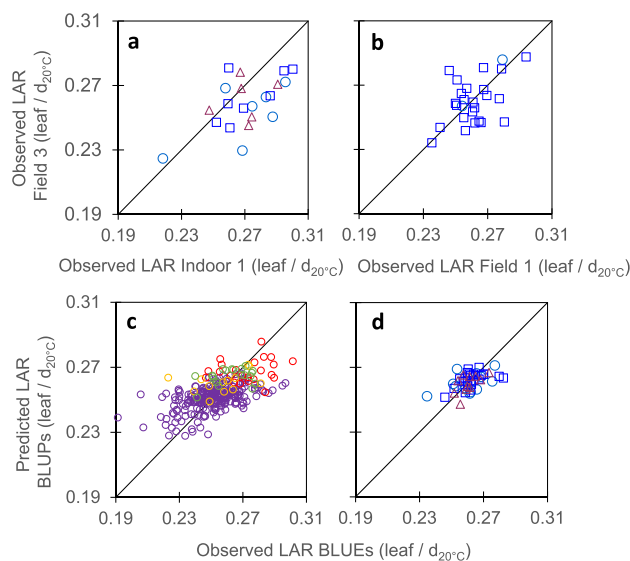 0.31
a
b
0.27
0.23
0.19
Observed LAR
Field 3 (leaf / d20°C)
0.19 0.23 0.27 0.31
0.19 0.23 0.27 0.31
Observed LAR Indoor 1 (leaf / d20°C)
Observed LAR Field 1 (leaf / d20°C)
0.31
c
d
0.27
0.23
0.19
Predicted LAR
BLUPs (leaf / d20°C)
0.19 0.23 0.27 0.31
0.19 0.23 0.27 0.31
Observed LAR BLUEs (leaf / d20°C)